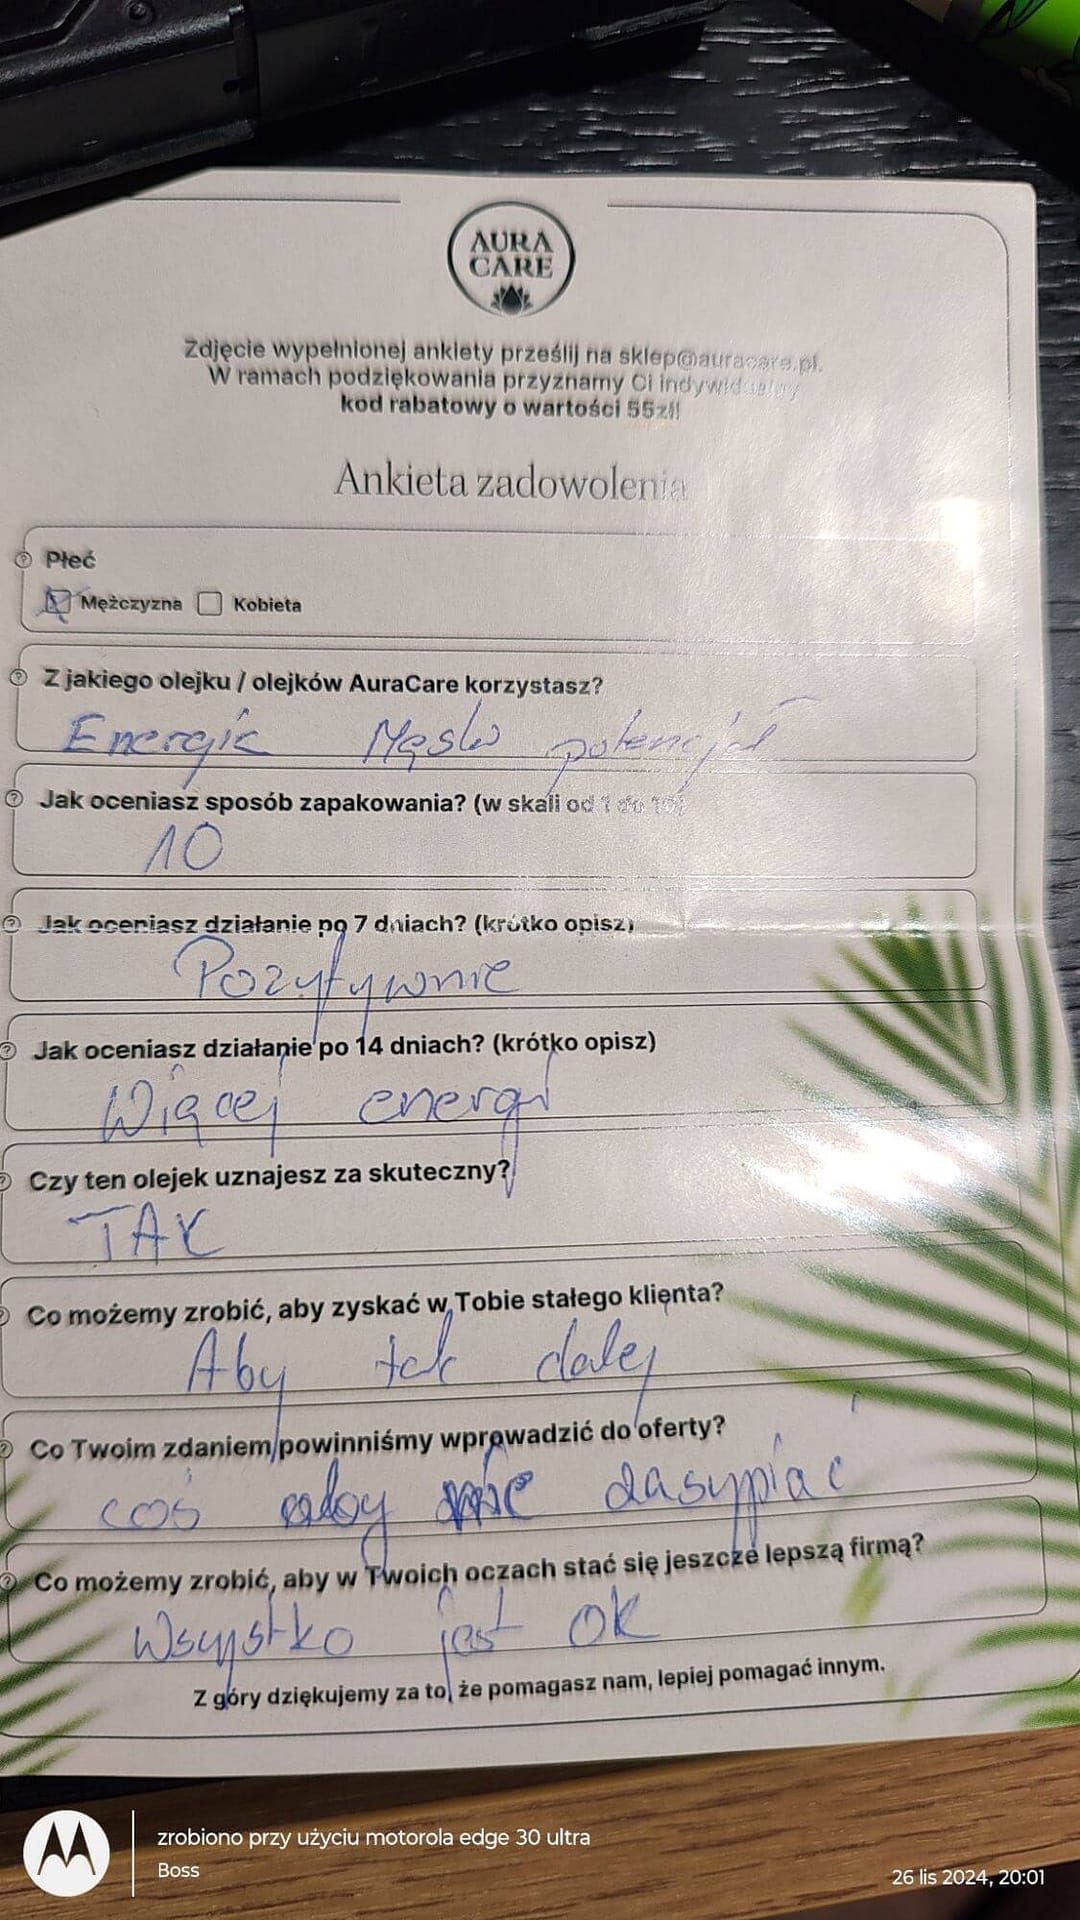 AURA
CARE
Zdjęcie wypełnionej ankiety prześlij na sklep@auracare.pl.
W ramach podziękowania przyznamy Ci indywidualny
kod rabatowy o wartości 55zł!
Ankieta zadowolenia
Płeć
Mężczyzna Kobieta
Z jakiego olejku / olejków AuraCare korzystasz?
Energia Męski potencjał
Jak oceniasz sposób zapakowania? (w skali od 1 do 10)
10
Jak oceniasz działanie po 7 dniach? (krótko opisz)
Pozytywnie
Jak oceniasz działanie po 14 dniach? (krótko opisz)
Więcej energi
Czy ten olejek uznajesz za skuteczny?
TAK
Co możemy zrobić, aby zyskać w Tobie stałego klienta?
Aby tak dalej
Co Twoim zdaniem powinniśmy wprowadzić do oferty?
coś aby nie zasypiać
Co możemy zrobić, aby w Twoich oczach stać się jeszcze lepszą firmą?
Wszystko jest OK
Z góry dziękujemy za to, że pomagasz nam, lepiej pomagać innym.
zrobiono przy użyciu motorola edge 30 ultra
Boss
26 lis 2024, 20:01